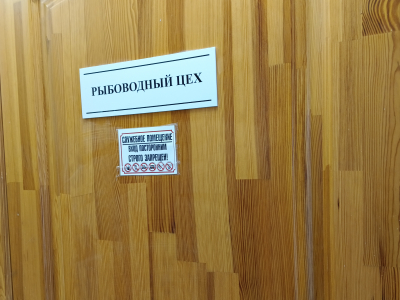 РЫБОВОДНЫЙ ЦЕХ
СЛУЖЕБНОЕ ПОМЕЩЕНИЕ
ВХОД ПОСТОРОННИМ
СТРОГО ЗАПРЕЩЕН!